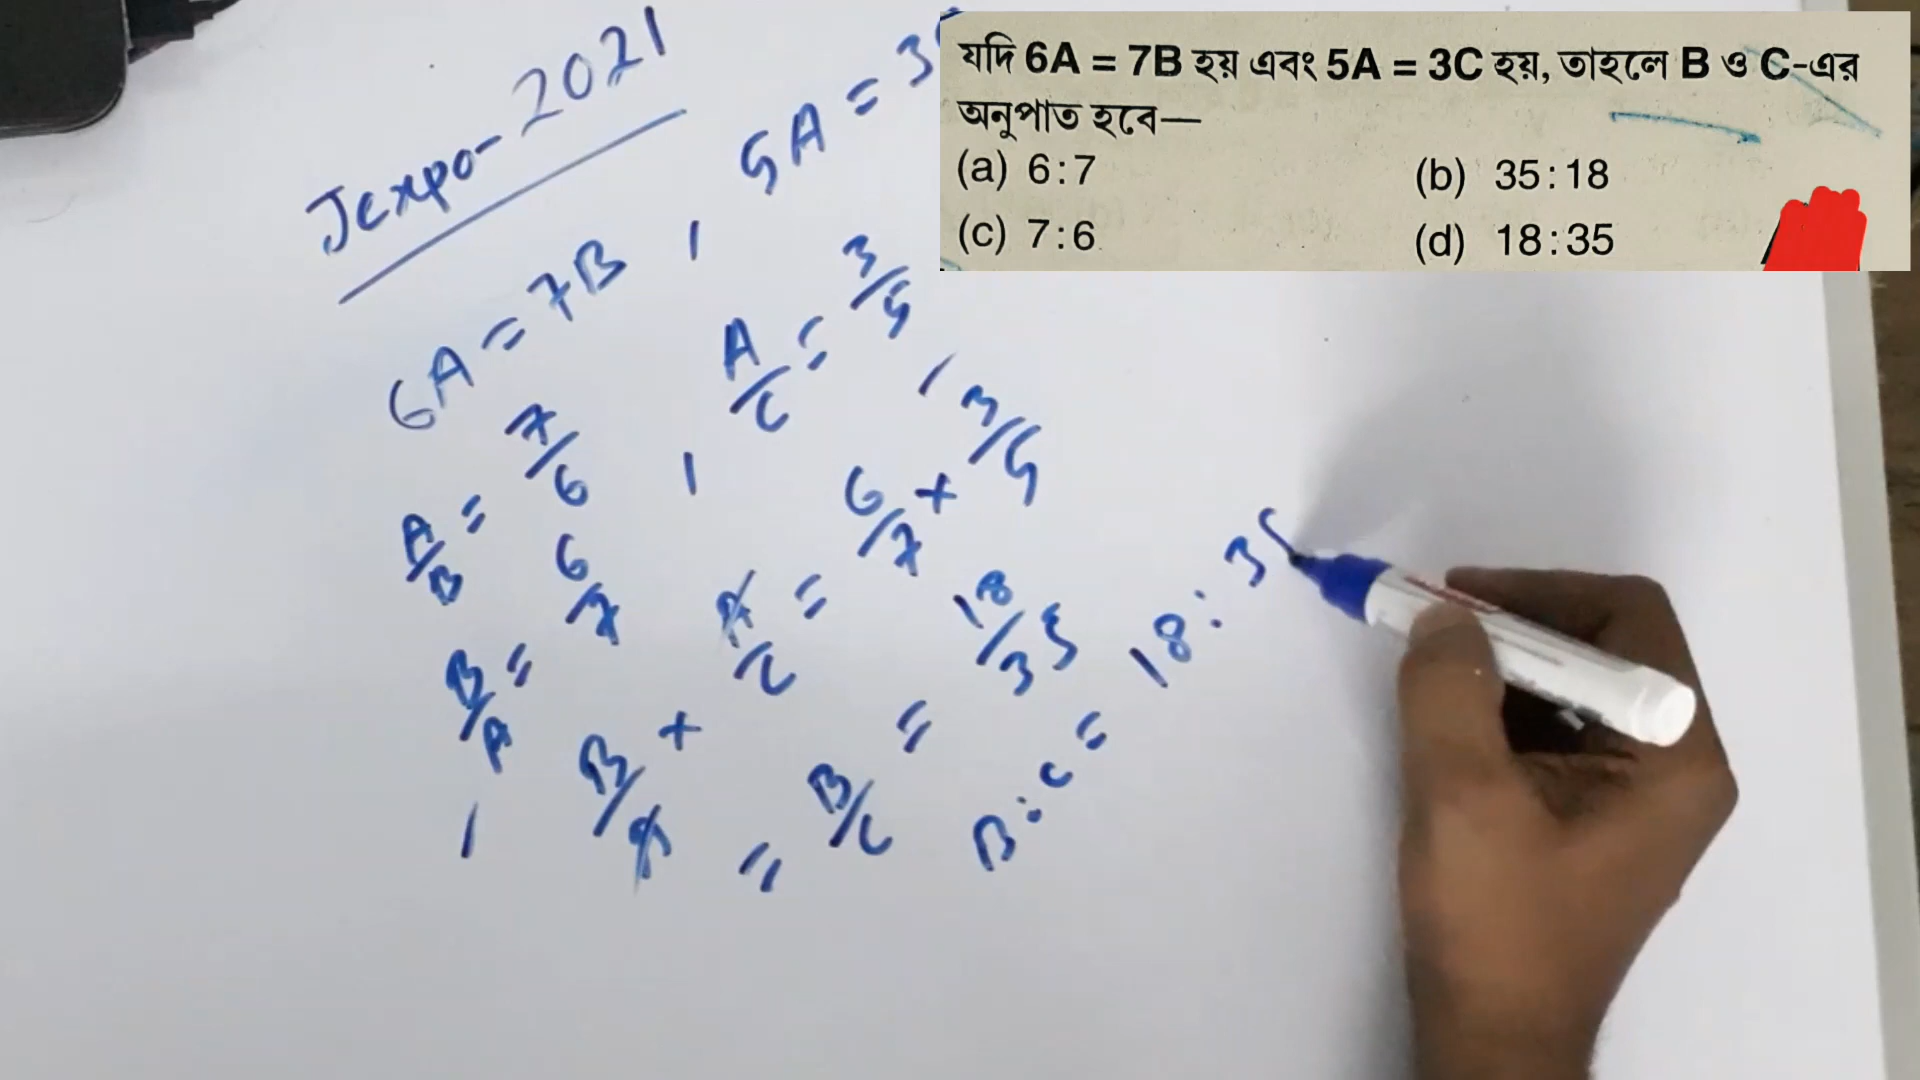 যদি 6A = 7B হয় এবং 5A = 3C হয়, তাহলে B ও C-এর
অনুপাত হবে—
(a) 6:7 (b) 35:18
(c) 7:6 (d) 18:35
Jexpo-2021
6A = 7B , 5A = 3
A/B = 7/6 , A/C = 3/5 ,
B/A = 6/7
, B/A × A/C = 6/7 × 3/5
= B/C = 18/35
B:C = 18:35